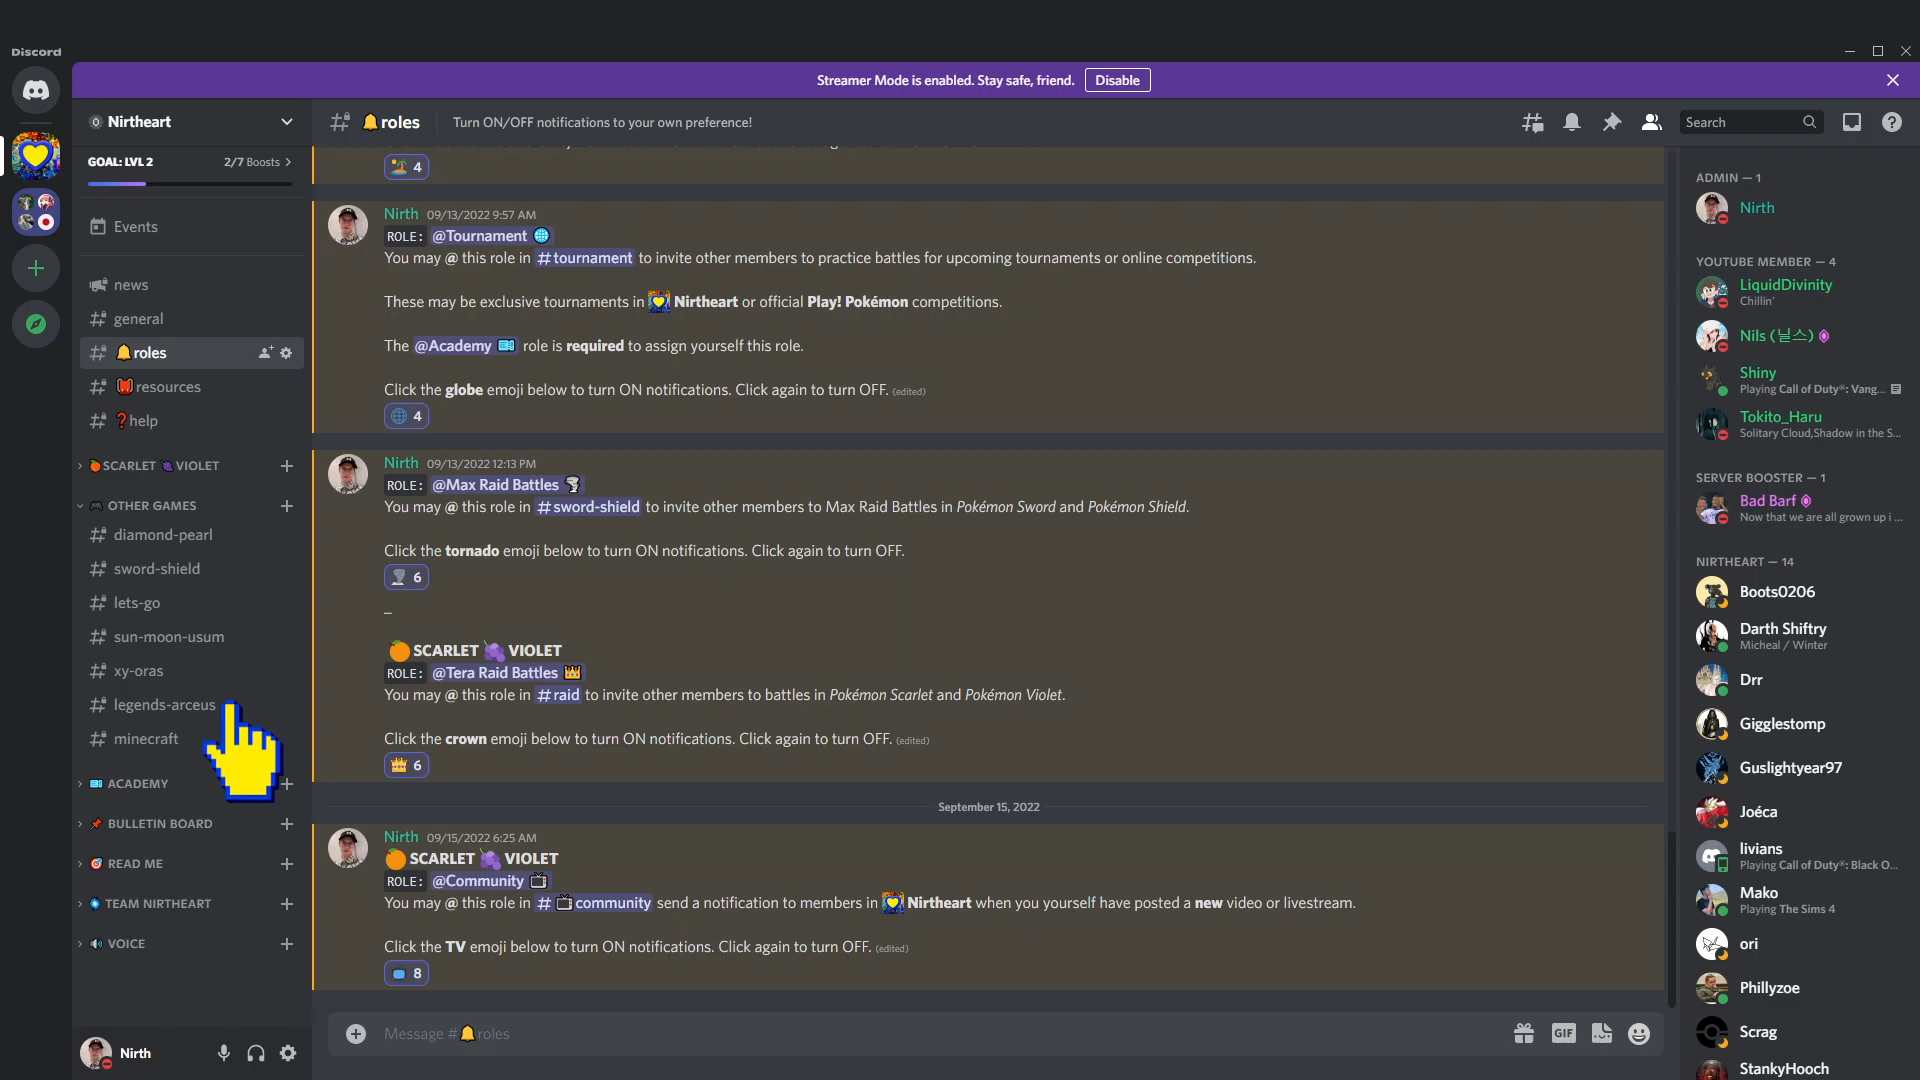 Discord
Streamer Mode is enabled. Stay safe, friend. Disable
Nirtheart
GOAL: LVL 2 2/7 Boosts
Events
news
general
🔔roles
resources
❓help
🍊SCARLET 🍇VIOLET
🎮 OTHER GAMES
diamond-pearl
sword-shield
lets-go
sun-moon-usum
xy-oras
legends-arceus
minecraft
ACADEMY
📌 BULLETIN BOARD
🎯 READ ME
TEAM NIRTHEART
🔊 VOICE
Nirth
🔔roles Turn ON/OFF notifications to your own preference!
Search
🏝️ 4
Nirth 09/13/2022 9:57 AM
ROLE: @Tournament 🌐
You may @ this role in #tournament to invite other members to practice battles for upcoming tournaments or online competitions.
These may be exclusive tournaments in Nirtheart or official Play! Pokémon competitions.
The @Academy role is required to assign yourself this role.
Click the globe emoji below to turn ON notifications. Click again to turn OFF. (edited)
🌐 4
Nirth 09/13/2022 12:13 PM
ROLE: @Max Raid Battles 🌪️
You may @ this role in #sword-shield to invite other members to Max Raid Battles in Pokémon Sword and Pokémon Shield.
Click the tornado emoji below to turn ON notifications. Click again to turn OFF.
🌪️ 6
–
🍊SCARLET 🍇VIOLET
ROLE: @Tera Raid Battles 👑
You may @ this role in #raid to invite other members to battles in Pokémon Scarlet and Pokémon Violet.
Click the crown emoji below to turn ON notifications. Click again to turn OFF. (edited)
👑 6
September 15, 2022
Nirth 09/15/2022 6:25 AM
🍊SCARLET 🍇VIOLET
ROLE: @Community 📺
You may @ this role in #📺community send a notification to members in Nirtheart when you yourself have posted a new video or livestream.
Click the TV emoji below to turn ON notifications. Click again to turn OFF. (edited)
📺 8
Message #🔔roles
GIF
ADMIN — 1
Nirth
YOUTUBE MEMBER — 4
LiquidDivinity
Chillin'
Nils (닐스)
Shiny
Playing Call of Duty®: Vang...
Tokito_Haru
Solitary Cloud,Shadow in the S...
SERVER BOOSTER — 1
Bad Barf
Now that we are all grown up i ...
NIRTHEART — 14
Boots0206
Darth Shiftry
Micheal / Winter
Drr
Gigglestomp
Guslightyear97
Joéca
livians
Playing Call of Duty®: Black O...
Mako
Playing The Sims 4
ori
Phillyzoe
Scrag
StankyHooch